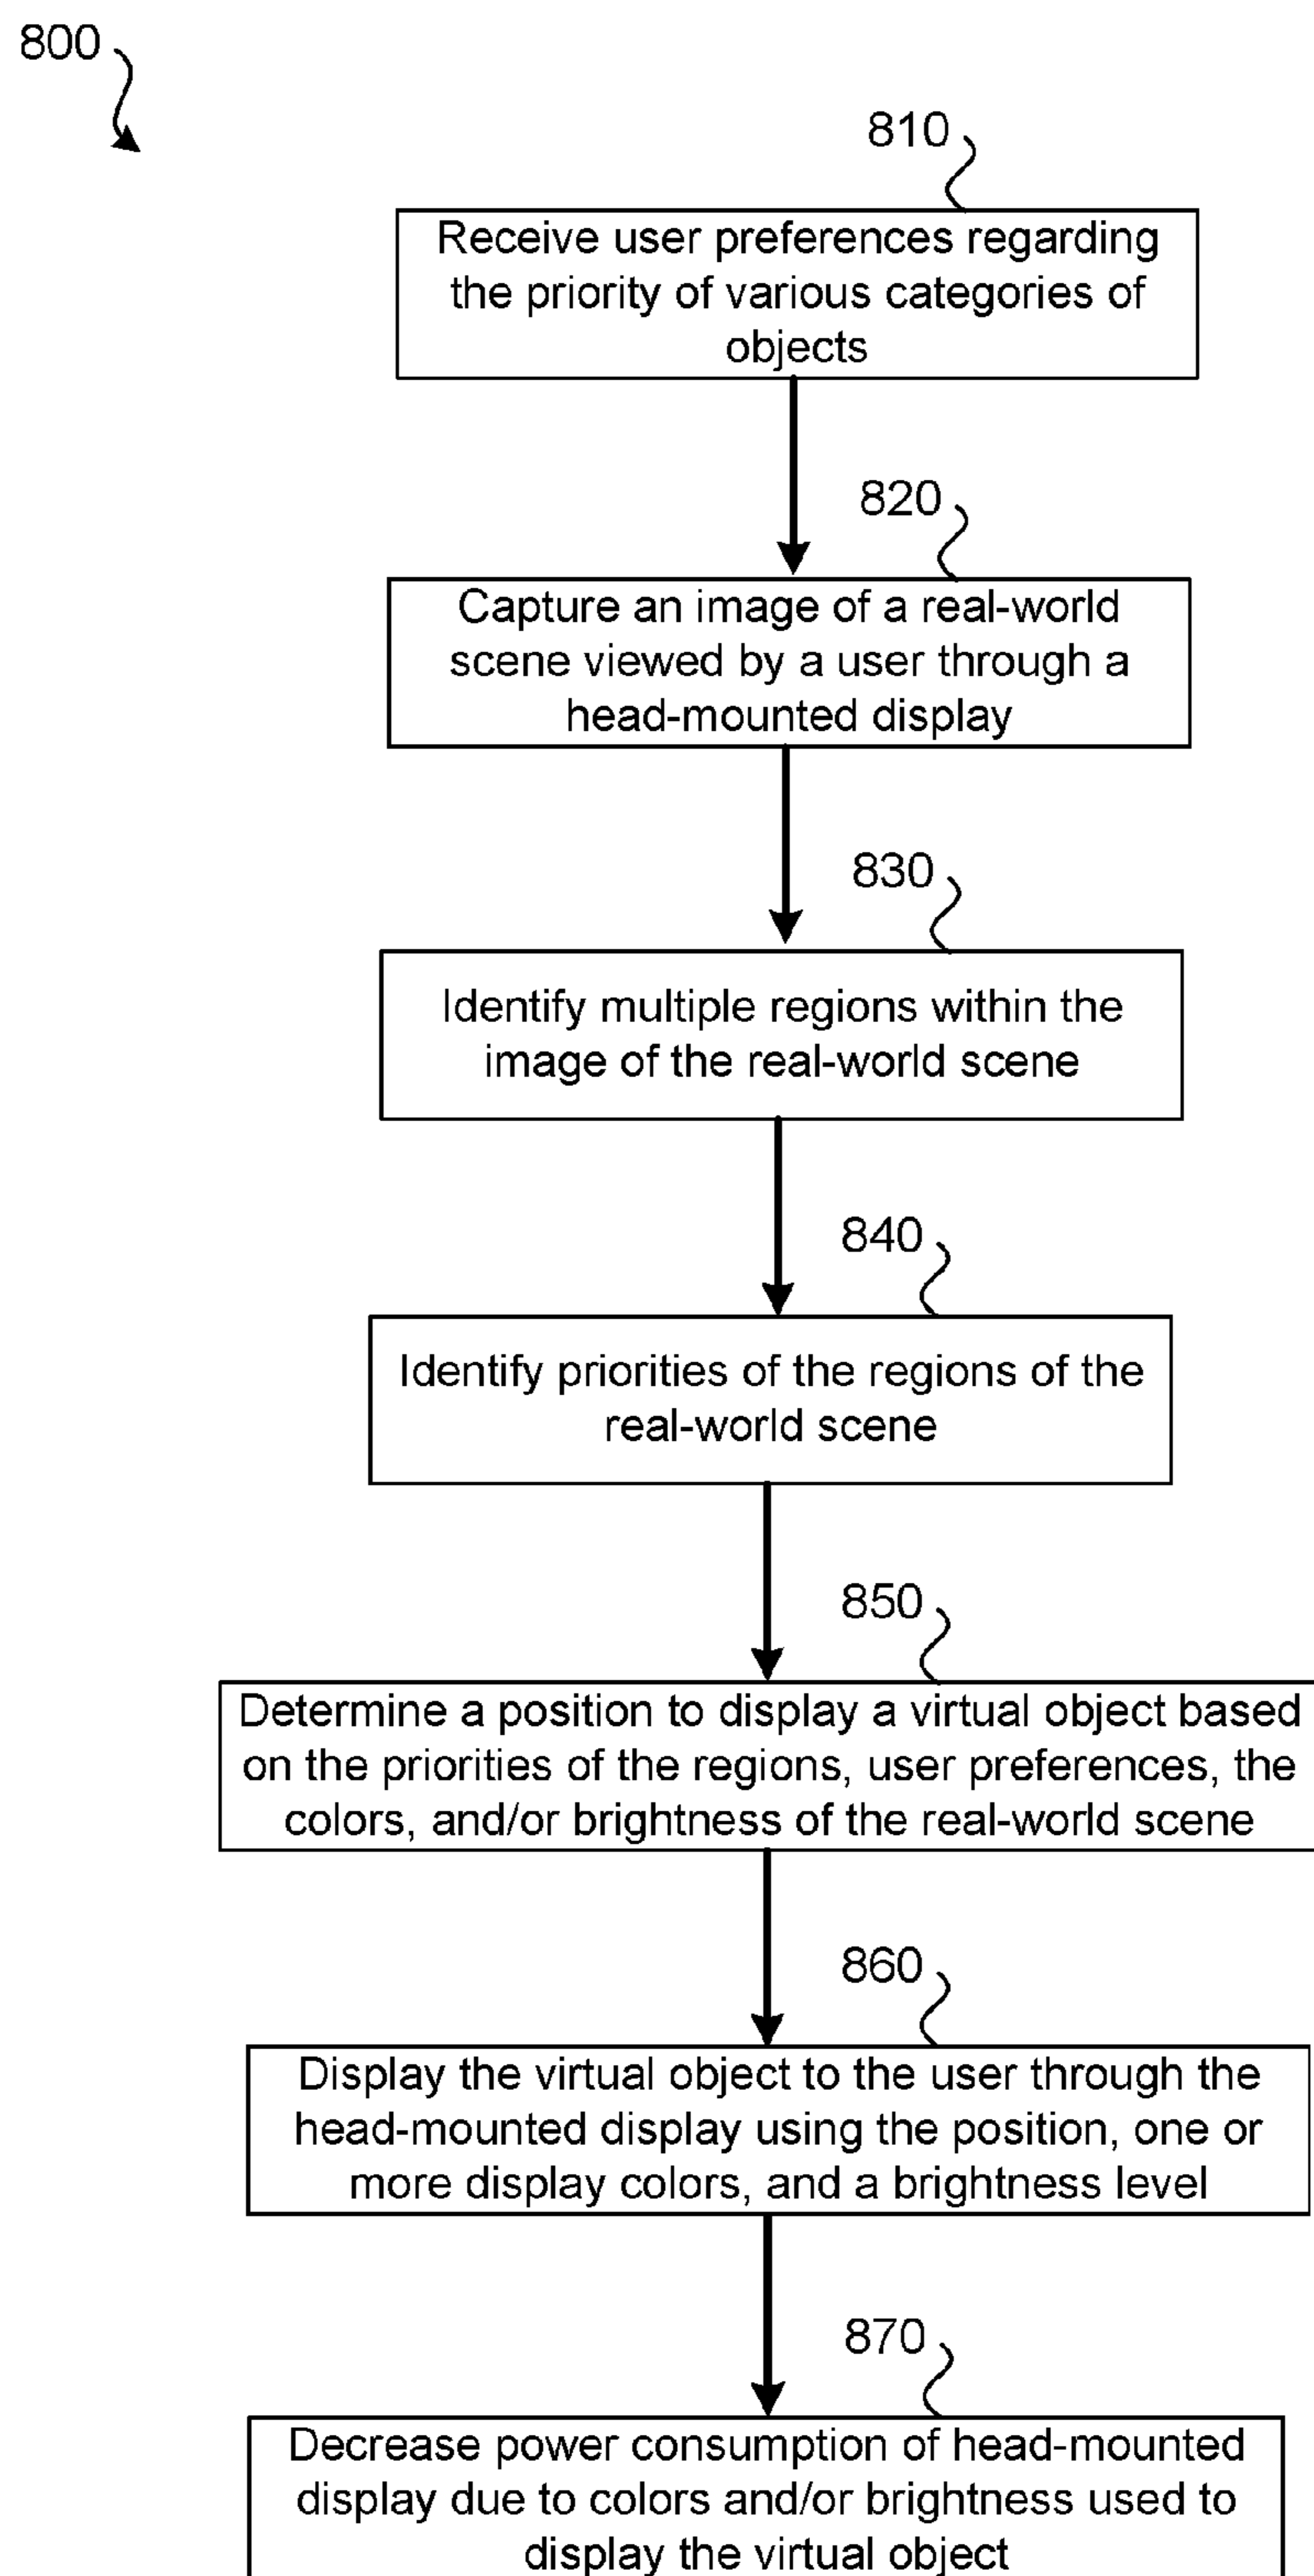 800
810
Receive user preferences regarding
the priority of various categories of
objects
820
Capture an image of a real-world
scene viewed by a user through a
head-mounted display
830
Identify multiple regions within the
image of the real-world scene
840
Identify priorities of the regions of the
real-world scene
850
Determine a position to display a virtual object based
on the priorities of the regions, user preferences, the
colors, and/or brightness of the real-world scene
860
Display the virtual object to the user through the
head-mounted display using the position, one or
more display colors, and a brightness level
870
Decrease power consumption of head-mounted
display due to colors and/or brightness used to
display the virtual object